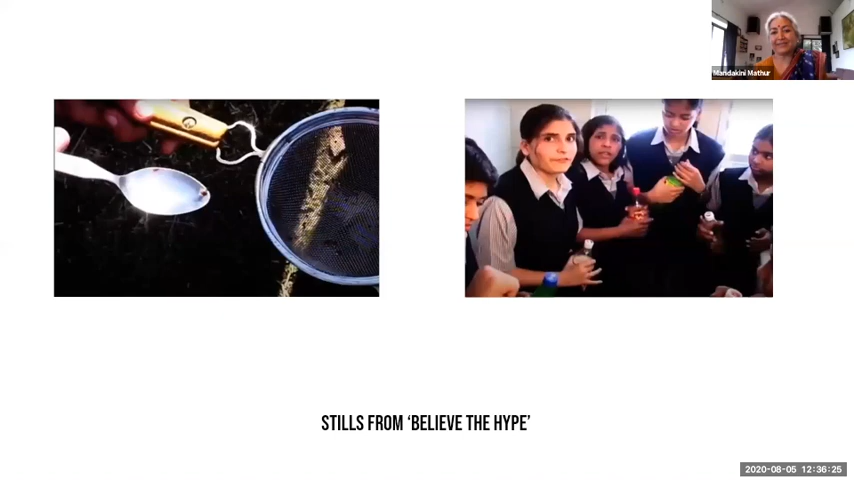 Mandakini Mathur
STILLS FROM ‘BELIEVE THE HYPE’
2020-08-05 12:36:25